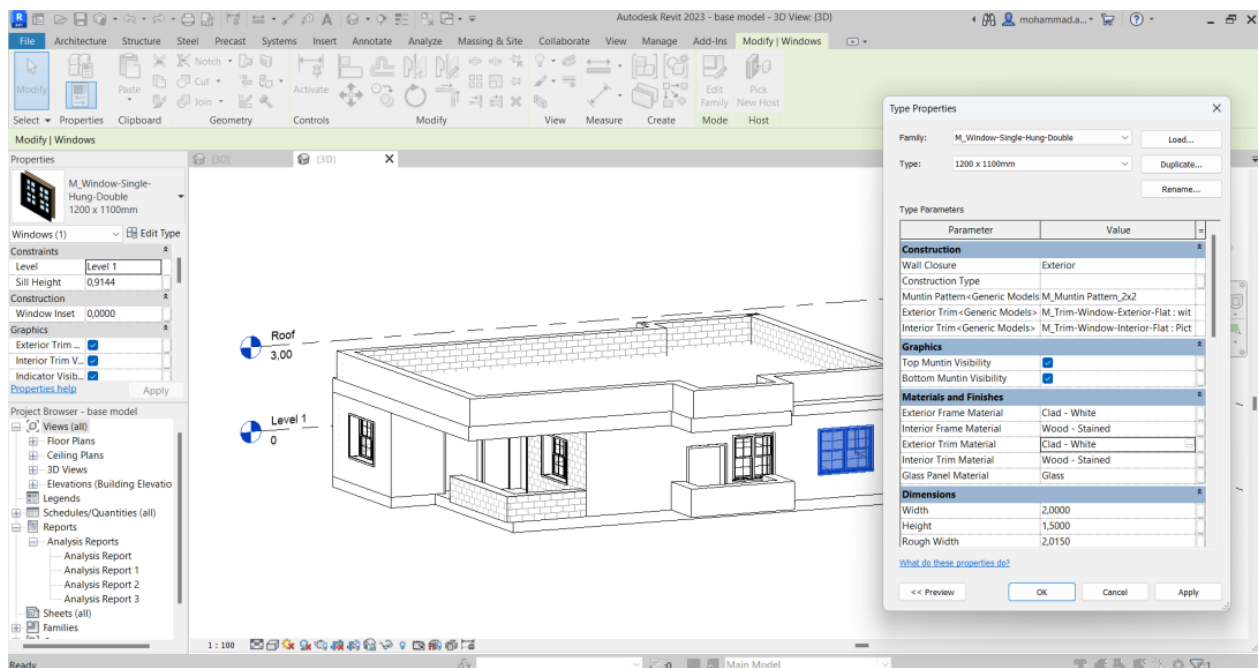 Autodesk Revit 2023 - base model - 3D View: {3D}
mohammad.a...
File Architecture Structure Steel Precast Systems Insert Annotate Analyze Massing & Site Collaborate View Manage Add-Ins Modify | Windows
Modify
Paste
Notch
Cut
Join
Activate
Edit Family
Pick New Host
Select Properties Clipboard Geometry Controls Modify View Measure Create Mode Host
Modify | Windows
Properties
M_Window-Single-
Hung-Double
1200 x 1100mm
Windows (1) Edit Type
Constraints
Level Level 1
Sill Height 0,9144
Construction
Window Inset 0,0000
Graphics
Exterior Trim ...
Interior Trim V...
Indicator Visib...
Properties help Apply
Project Browser - base model
Views (all)
Floor Plans
Ceiling Plans
3D Views
Elevations (Building Elevatio
Legends
Schedules/Quantities (all)
Reports
Analysis Reports
Analysis Report
Analysis Report 1
Analysis Report 2
Analysis Report 3
Sheets (all)
Families
Ready
{3D} {3D}
Roof
3,00
Level 1
0
1 : 100
:0 Main Model :1
Type Properties
Family: M_Window-Single-Hung-Double Load...
Type: 1200 x 1100mm Duplicate...
Rename...
Type Parameters
Parameter Value =
Construction
Wall Closure Exterior
Construction Type
Muntin Pattern<Generic Models M_Muntin Pattern_2x2
Exterior Trim<Generic Models> M_Trim-Window-Exterior-Flat : wit
Interior Trim<Generic Models> M_Trim-Window-Interior-Flat : Pict
Graphics
Top Muntin Visibility
Bottom Muntin Visibility
Materials and Finishes
Exterior Frame Material Clad - White
Interior Frame Material Wood - Stained
Exterior Trim Material Clad - White
Interior Trim Material Wood - Stained
Glass Panel Material Glass
Dimensions
Width 2,0000
Height 1,5000
Rough Width 2,0150
What do these properties do?
<< Preview OK Cancel Apply